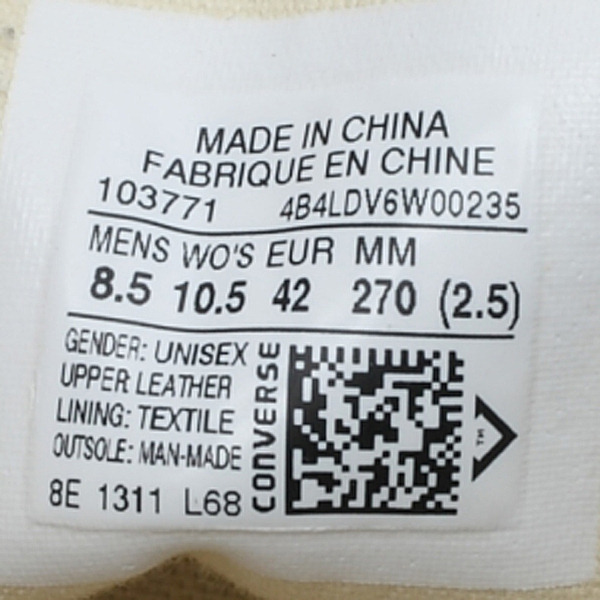 MADE IN CHINA
FABRIQUE EN CHINE
103771 4B4LDV6W00235
MENS WO'S EUR MM
8.5 10.5 42 270 (2.5)
GENDER: UNISEX
UPPER: LEATHER
LINING: TEXTILE
OUTSOLE: MAN-MADE
8E 1311 L68
CONVERSE
TM